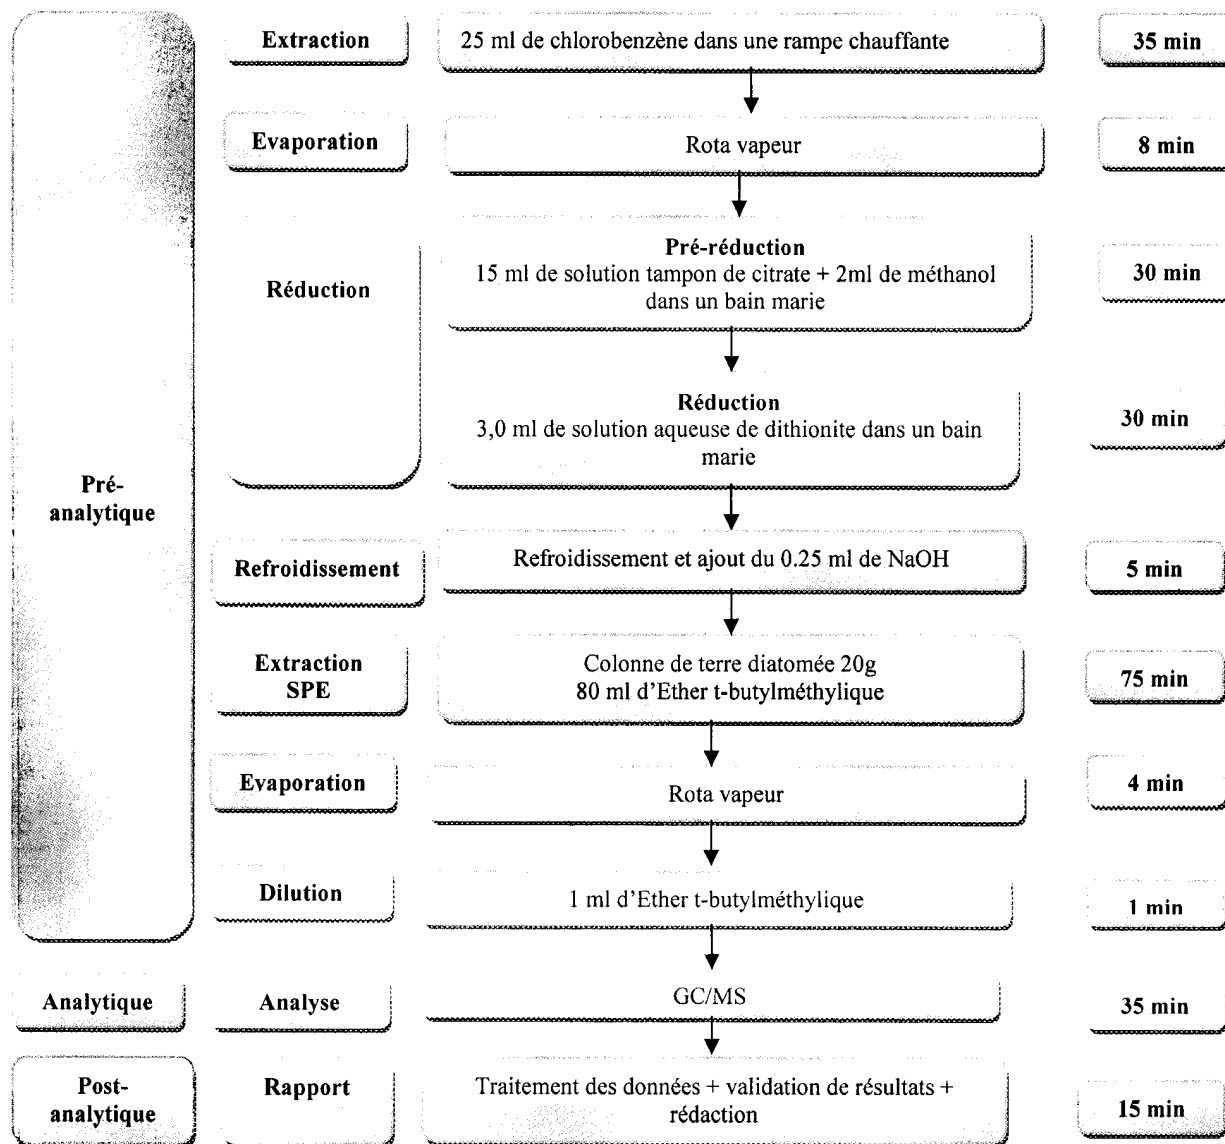 Extraction
25 ml de chlorobenzène dans une rampe chauffante
35 min
Evaporation
Rota vapeur
8 min
Réduction
Pré-réduction
15 ml de solution tampon de citrate + 2ml de méthanol
dans un bain marie
30 min
Réduction
3,0 ml de solution aqueuse de dithionite dans un bain
marie
30 min
Pré-
analytique
Refroidissement
Refroidissement et ajout du 0.25 ml de NaOH
5 min
Extraction
SPE
Colonne de terre diatomée 20g
80 ml d'Ether t-butylméthylique
75 min
Evaporation
Rota vapeur
4 min
Dilution
1 ml d'Ether t-butylméthylique
1 min
Analytique
Analyse
GC/MS
35 min
Post-
analytique
Rapport
Traitement des données + validation de résultats +
rédaction
15 min